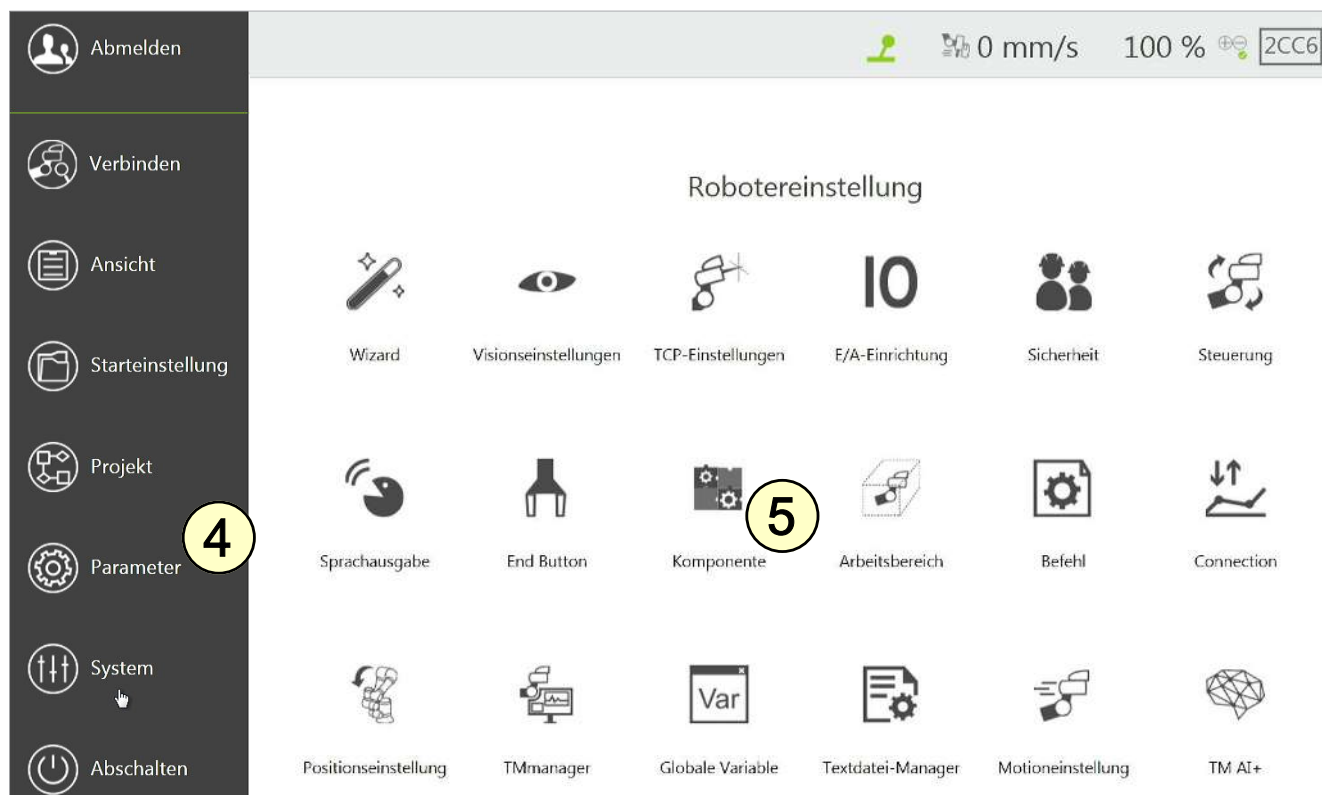 Abmelden
0 mm/s 100 % 2CC6
Verbinden
Ansicht
Starteinstellung
Projekt
4
Parameter
System
Abschalten
Robotereinstellung
IO
Wizard Visionseinstellungen TCP-Einstellungen E/A-Einrichtung Sicherheit Steuerung
5
Sprachausgabe End Button Komponente Arbeitsbereich Befehl Connection
Var
Positionseinstellung TMmanager Globale Variable Textdatei-Manager Motioneinstellung TM AI+